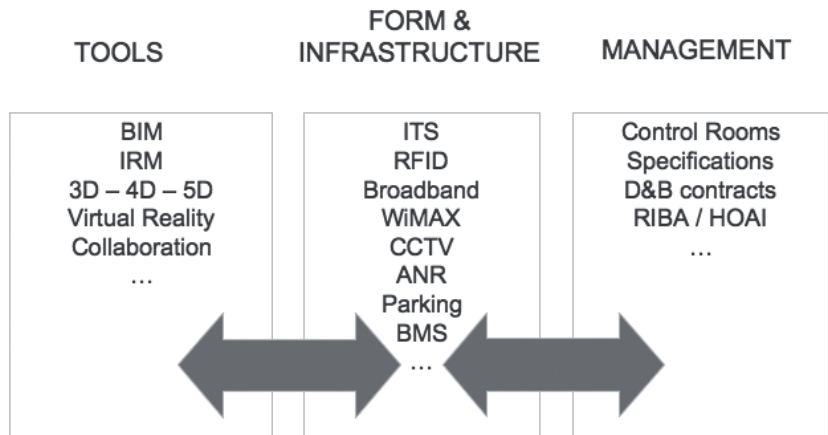 TOOLS
FORM &
INFRASTRUCTURE
MANAGEMENT
BIM
IRM
3D – 4D – 5D
Virtual Reality
Collaboration
…
ITS
RFID
Broadband
WiMAX
CCTV
ANR
Parking
BMS
…
Control Rooms
Specifications
D&B contracts
RIBA / HOAI
…